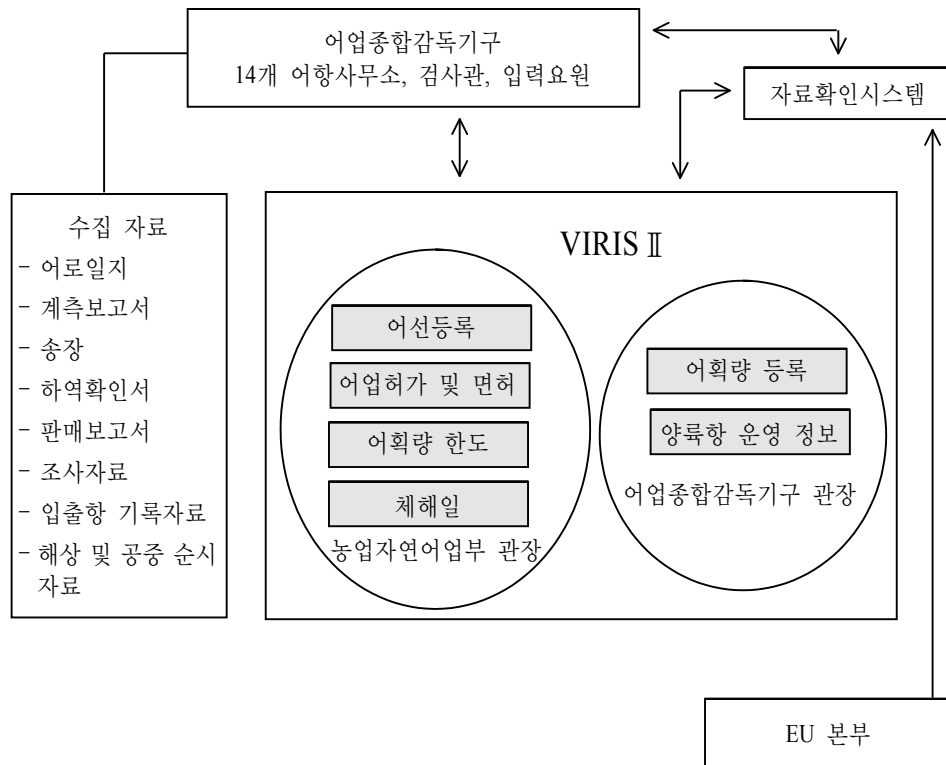 어업종합감독기구
14개 어항사무소, 검사관, 입력요원
자료확인시스템
수집 자료
- 어로일지
- 계측보고서
- 송장
- 하역확인서
- 판매보고서
- 조사자료
- 입출항 기록자료
- 해상 및 공중 순시
자료
VIRIS Ⅱ
어선등록
어업허가 및 면허
어획량 한도
체해일
농업자연어업부 관장
어획량 등록
양륙항 운영 정보
어업종합감독기구 관장
EU 본부